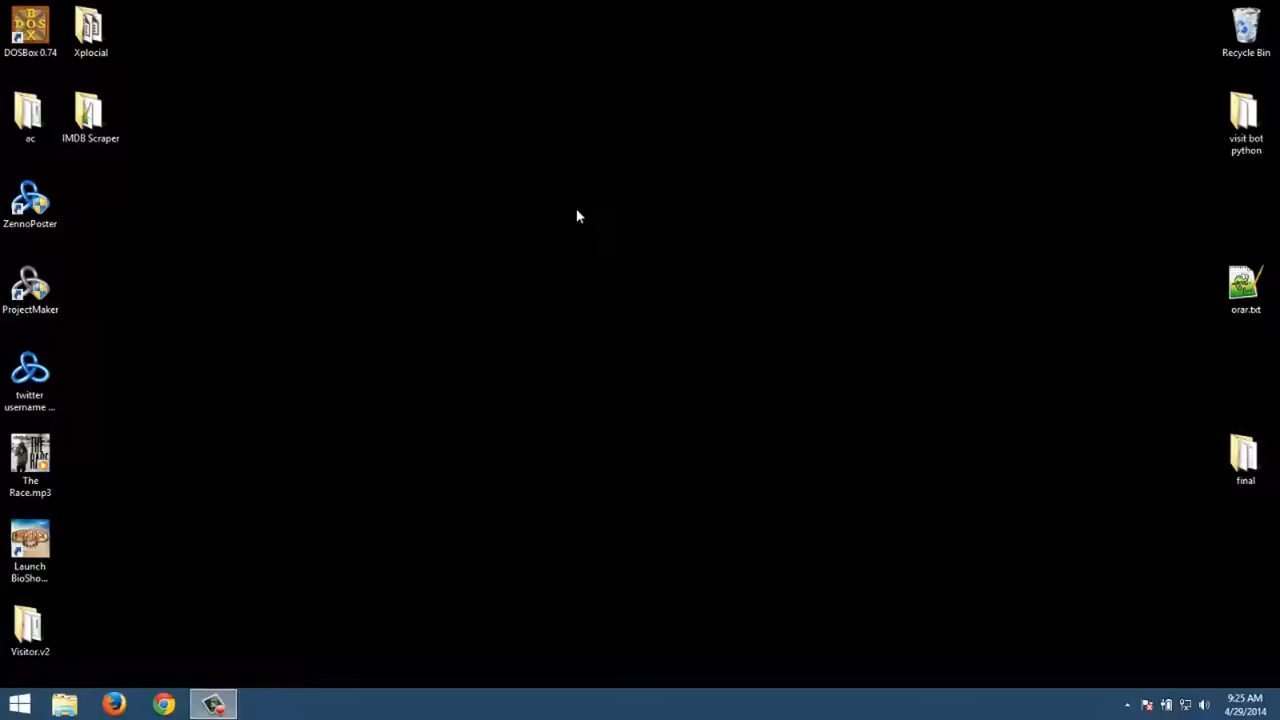 DOSBox 0.74
Xplocial
ac
IMDB Scraper
ZennoPoster
ProjectMaker
twitter
username ...
THE
The
Race.mp3
Launch
BioSho...
Visitor.v2
Recycle Bin
visit bot
python
orar.txt
final
9:25 AM
4/29/2014